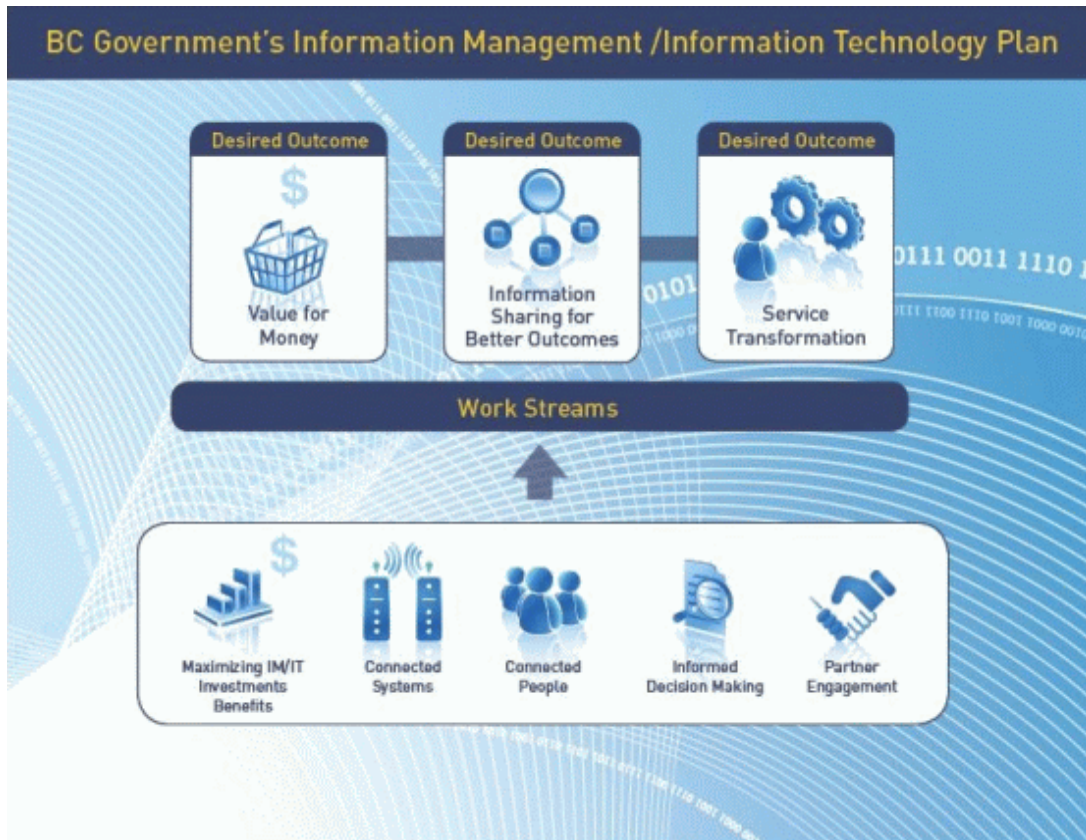 BC Government's Information Management /Information Technology Plan
Desired Outcome
Value for
Money
Desired Outcome
Information
Sharing for
Better Outcomes
Desired Outcome
Service
Transformation
0101
0111 0011 1110
Work Streams
Maximizing IM/IT
Investments
Benefits
Connected
Systems
Connected
People
Informed
Decision Making
Partner
Engagement